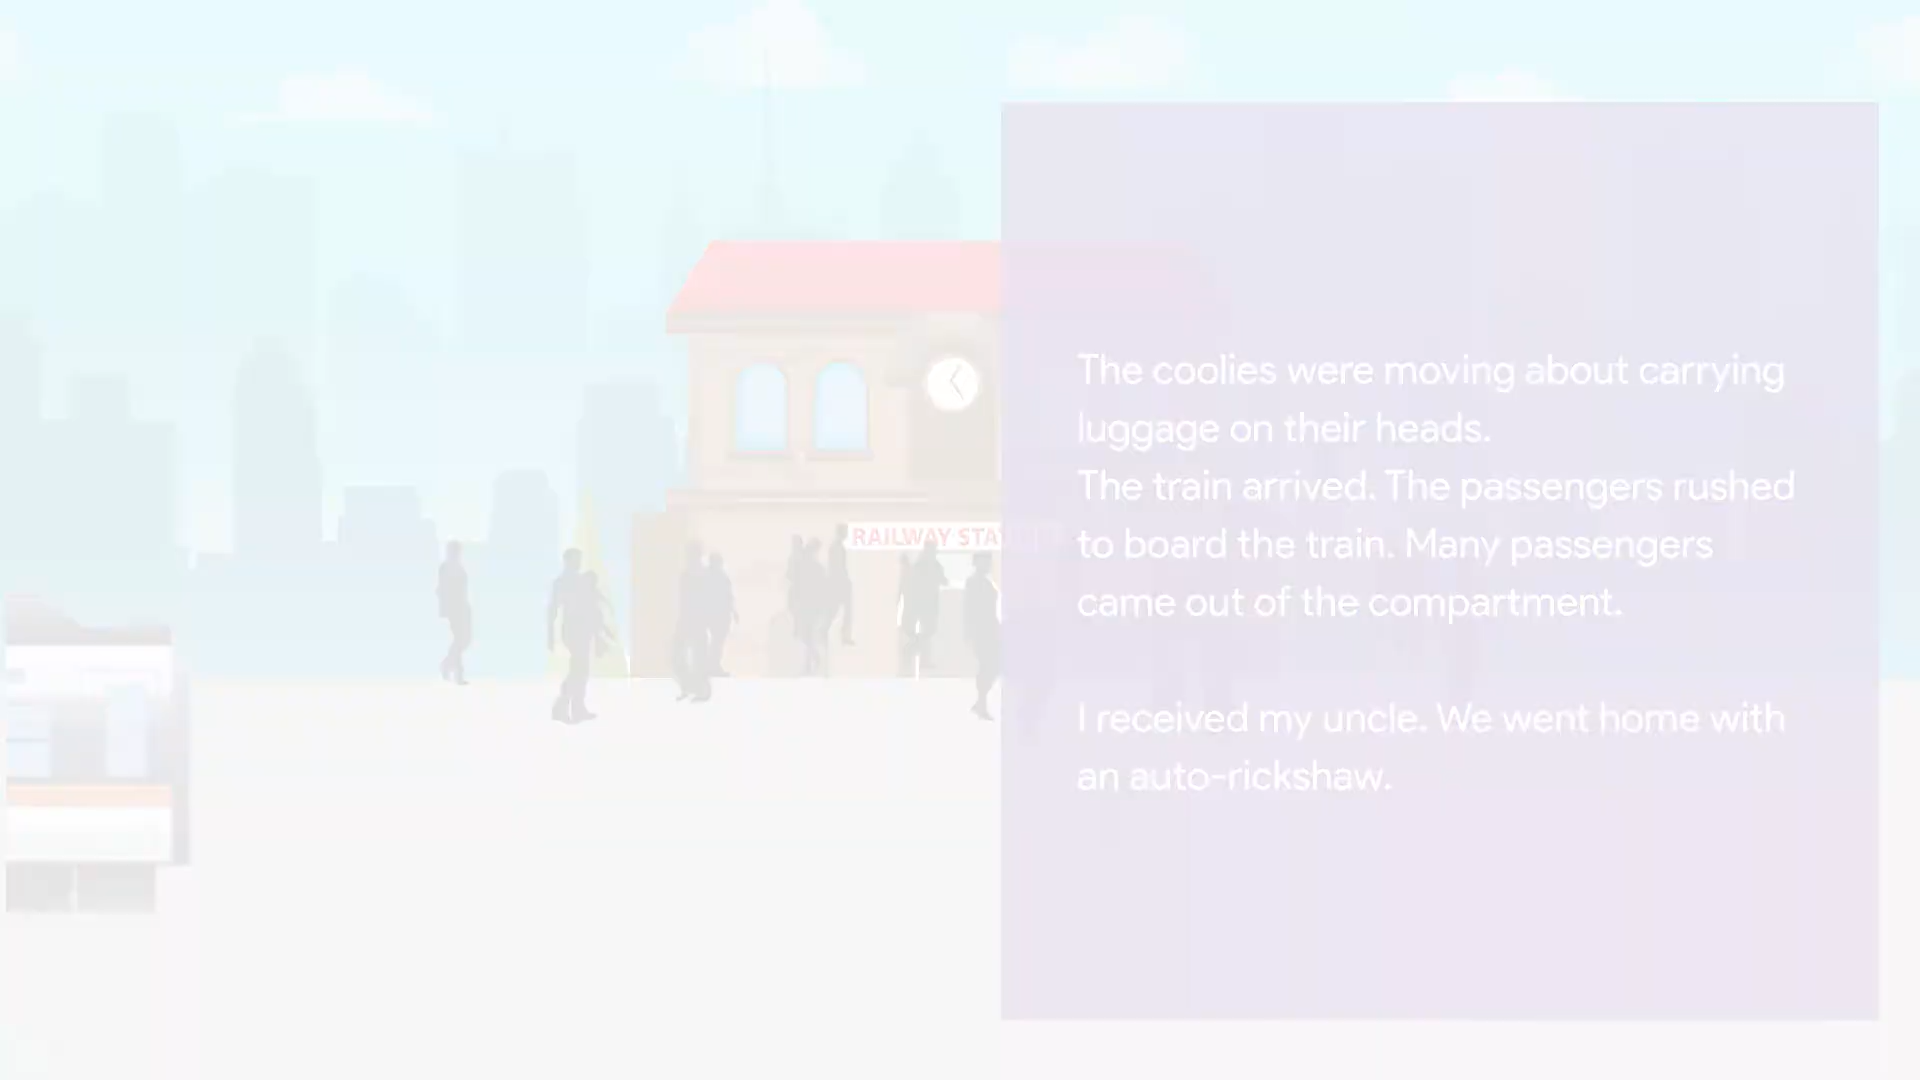 RAILWAY STATION
The coolies were moving about carrying
luggage on their heads.
The train arrived. The passengers rushed
to board the train. Many passengers
came out of the compartment.
I received my uncle. We went home with
an auto-rickshaw.